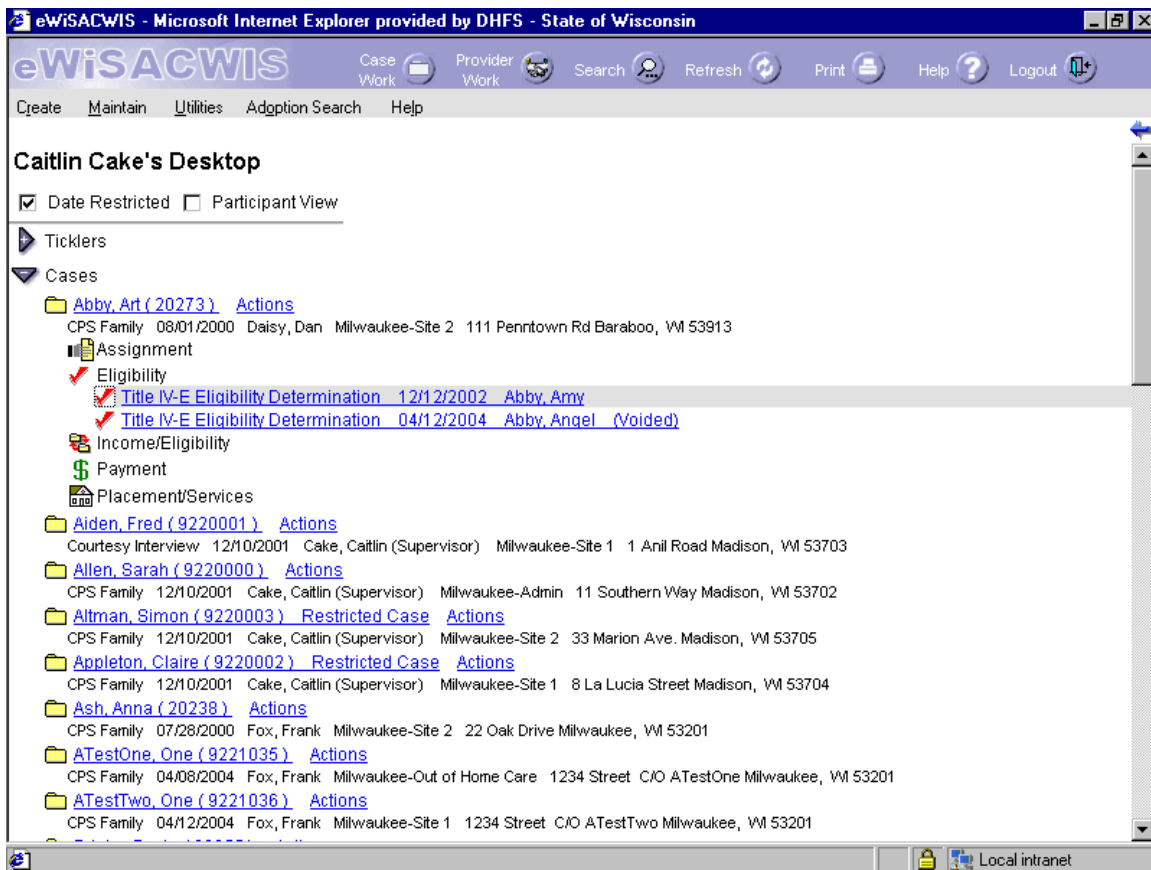 eWiSACWIS - Microsoft Internet Explorer provided by DHFS - State of Wisconsin
eWiSACWIS Case Work Provider Work Search Refresh Print Help Logout
Create Maintain Utilities Adoption Search Help
Caitlin Cake's Desktop
Date Restricted Participant View
Ticklers
Cases
Abby, Art ( 20273 ) Actions
CPS Family 08/01/2000 Daisy, Dan Milwaukee-Site 2 111 Penntown Rd Baraboo, WI 53913
Assignment
Eligibility
Title IV-E Eligibility Determination 12/12/2002 Abby, Amy
Title IV-E Eligibility Determination 04/12/2004 Abby, Angel (Voided)
Income/Eligibility
Payment
Placement/Services
Aiden, Fred ( 9220001 ) Actions
Courtesy Interview 12/10/2001 Cake, Caitlin (Supervisor) Milwaukee-Site 1 1 Anil Road Madison, WI 53703
Allen, Sarah ( 9220000 ) Actions
CPS Family 12/10/2001 Cake, Caitlin (Supervisor) Milwaukee-Admin 11 Southern Way Madison, WI 53702
Altman, Simon ( 9220003 ) Restricted Case Actions
CPS Family 12/10/2001 Cake, Caitlin (Supervisor) Milwaukee-Site 2 33 Marion Ave. Madison, WI 53705
Appleton, Claire ( 9220002 ) Restricted Case Actions
CPS Family 12/10/2001 Cake, Caitlin (Supervisor) Milwaukee-Site 1 8 La Lucia Street Madison, WI 53704
Ash, Anna ( 20238 ) Actions
CPS Family 07/28/2000 Fox, Frank Milwaukee-Site 2 22 Oak Drive Milwaukee, WI 53201
ATestOne, One ( 9221035 ) Actions
CPS Family 04/08/2004 Fox, Frank Milwaukee-Out of Home Care 1234 Street C/O ATestOne Milwaukee, WI 53201
ATestTwo, One ( 9221036 ) Actions
CPS Family 04/12/2004 Fox, Frank Milwaukee-Site 1 1234 Street C/O ATestTwo Milwaukee, WI 53201
Local intranet